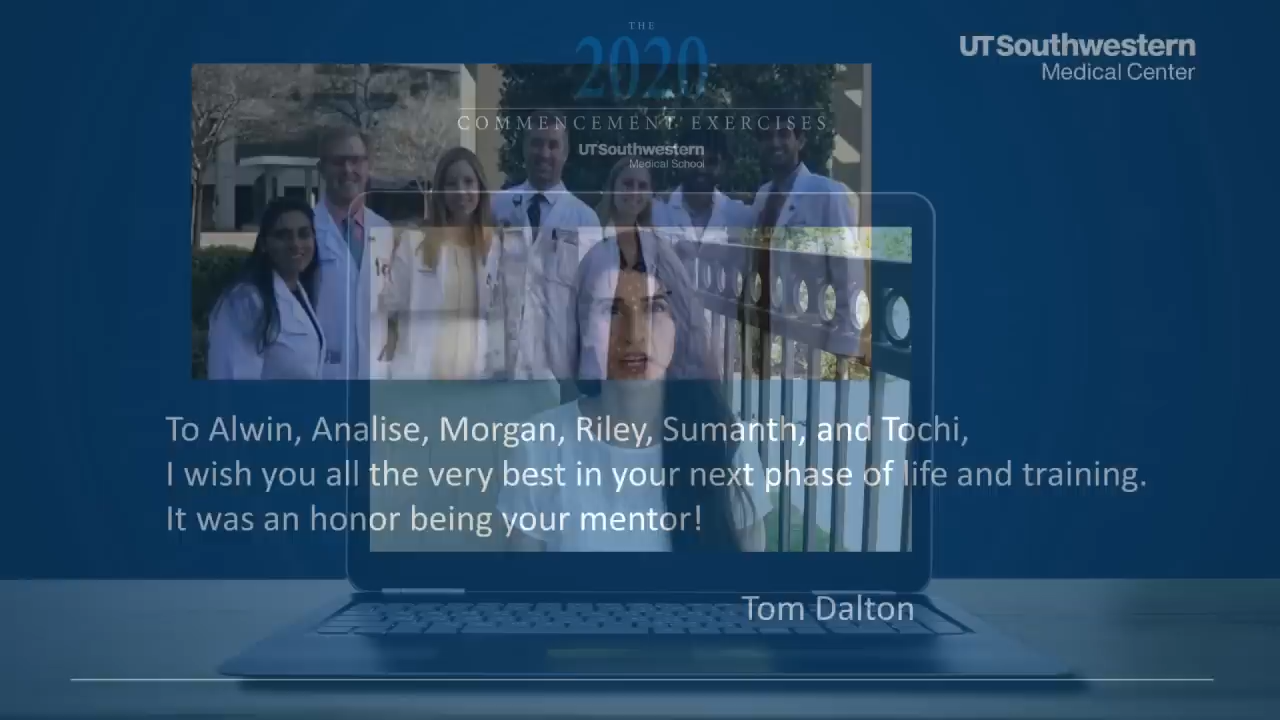 THE
2020
COMMENCEMENT EXERCISES
UTSouthwestern
Medical School
UTSouthwestern
Medical Center
To Alwin, Analise, Morgan, Riley, Sumanth, and Tochi,
I wish you all the very best in your next phase of life and training.
It was an honor being your mentor!
Tom Dalton